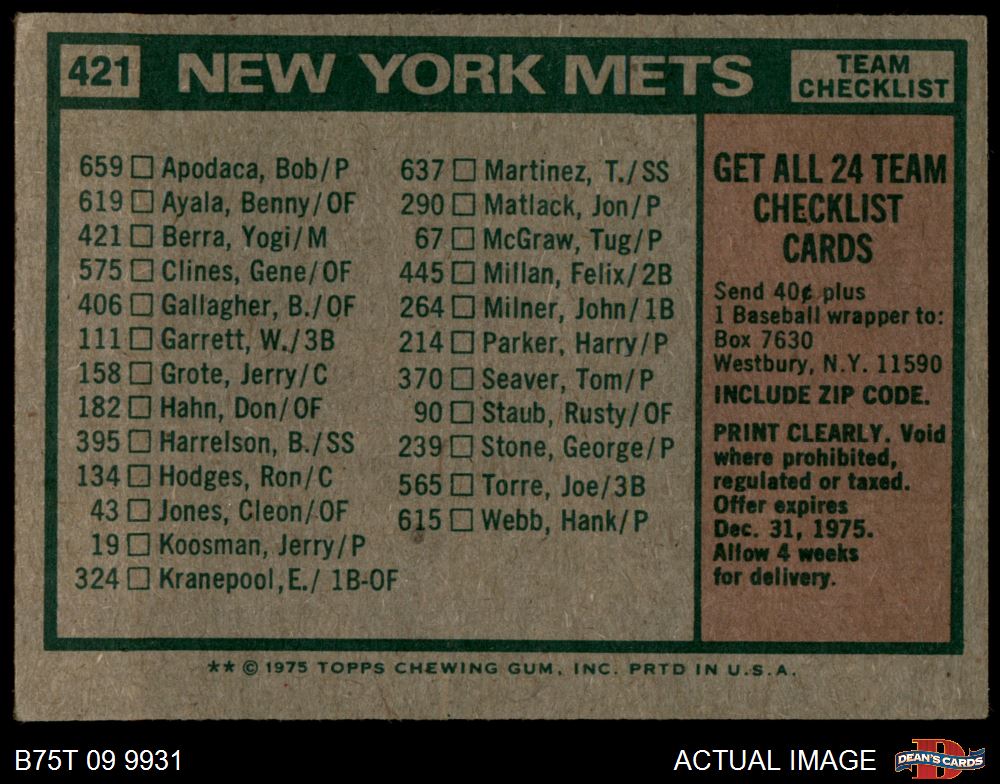 421 NEW YORK METS TEAM CHECKLIST
659 □ Apodaca, Bob/P
619 □ Ayala, Benny/OF
421 □ Berra, Yogi/M
575 □ Clines, Gene/OF
406 □ Gallagher, B./OF
111 □ Garrett, W./3B
158 □ Grote, Jerry/C
182 □ Hahn, Don/OF
395 □ Harrelson, B./SS
134 □ Hodges, Ron/C
43 □ Jones, Cleon/OF
19 □ Koosman, Jerry/P
324 □ Kranepool, E./ 1B-OF
637 □ Martinez, T./SS
290 □ Matlack, Jon/P
67 □ McGraw, Tug/P
445 □ Millan, Felix/2B
264 □ Milner, John/1B
214 □ Parker, Harry/P
370 □ Seaver, Tom/P
90 □ Staub, Rusty/OF
239 □ Stone, George/P
565 □ Torre, Joe/3B
615 □ Webb, Hank/P
GET ALL 24 TEAM
CHECKLIST
CARDS
Send 40¢ plus
1 Baseball wrapper to:
Box 7630
Westbury, N.Y. 11590
INCLUDE ZIP CODE.
PRINT CLEARLY. Void
where prohibited,
regulated or taxed.
Offer expires
Dec. 31, 1975.
Allow 4 weeks
for delivery.
** © 1975 TOPPS CHEWING GUM, INC. PRTD IN U.S.A.
B75T 09 9931
ACTUAL IMAGE
DEAN'S CARDS